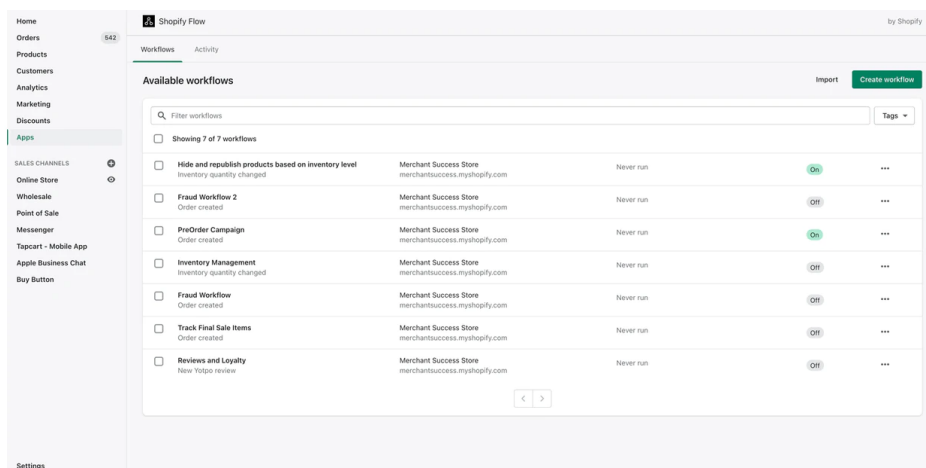 Home
Orders 542
Products
Customers
Analytics
Marketing
Discounts
Apps
SALES CHANNELS
Online Store
Wholesale
Point of Sale
Messenger
Tapcart - Mobile App
Apple Business Chat
Buy Button
Settings
Shopify Flow by Shopify
Workflows Activity
Available workflows Import Create workflow
Filter workflows Tags
Showing 7 of 7 workflows
Hide and republish products based on inventory level Merchant Success Store Never run On
Inventory quantity changed merchantsuccess.myshopify.com
Fraud Workflow 2 Merchant Success Store Never run Off
Order created merchantsuccess.myshopify.com
PreOrder Campaign Merchant Success Store Never run On
Order created merchantsuccess.myshopify.com
Inventory Management Merchant Success Store Never run Off
Inventory quantity changed merchantsuccess.myshopify.com
Fraud Workflow Merchant Success Store Never run Off
Order created merchantsuccess.myshopify.com
Track Final Sale Items Merchant Success Store Never run Off
Order created merchantsuccess.myshopify.com
Reviews and Loyalty Merchant Success Store Never run Off
New Yotpo review merchantsuccess.myshopify.com